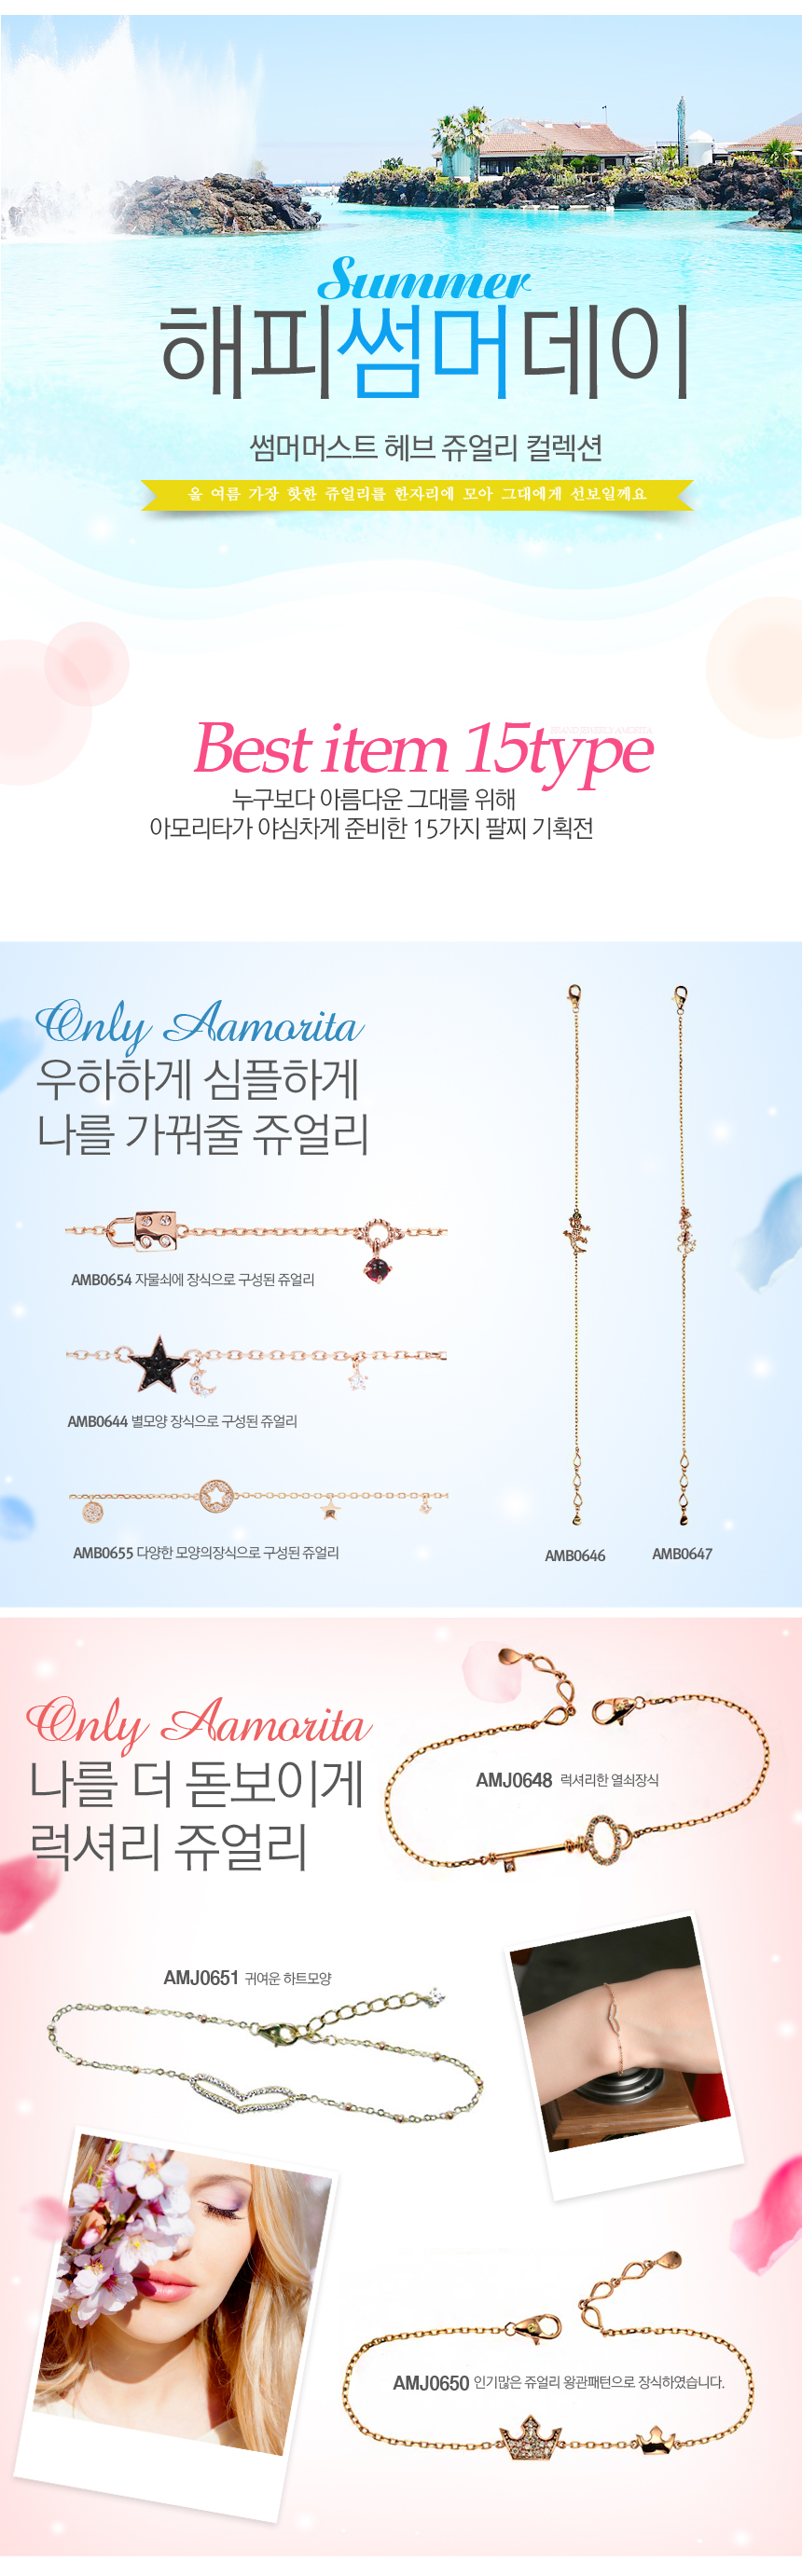 Summer
해피썸머데이
썸머머스트 헤브 쥬얼리 컬렉션
올 여름 가장 핫한 쥬얼리를 한자리에 모아 그대에게 선보일께요
Best item 15type
누구보다 아름다운 그대를 위해
아모리타가 야심차게 준비한 15가지 팔찌 기획전
Only Aamorita
우하하게 심플하게
나를 가꿔줄 쥬얼리
AMB0654 자물쇠에 장식으로 구성된 쥬얼리
AMB0644 별모양 장식으로 구성된 쥬얼리
AMB0655 다양한 모양의장식으로 구성된 쥬얼리
AMB0646
AMB0647
Only Aamorita
나를 더 돋보이게
럭셔리 쥬얼리
AMJ0648 럭셔리한 열쇠장식
AMJ0651 귀여운 하트모양
AMJ0650 인기많은 쥬얼리 왕관패턴으로 장식하였습니다.